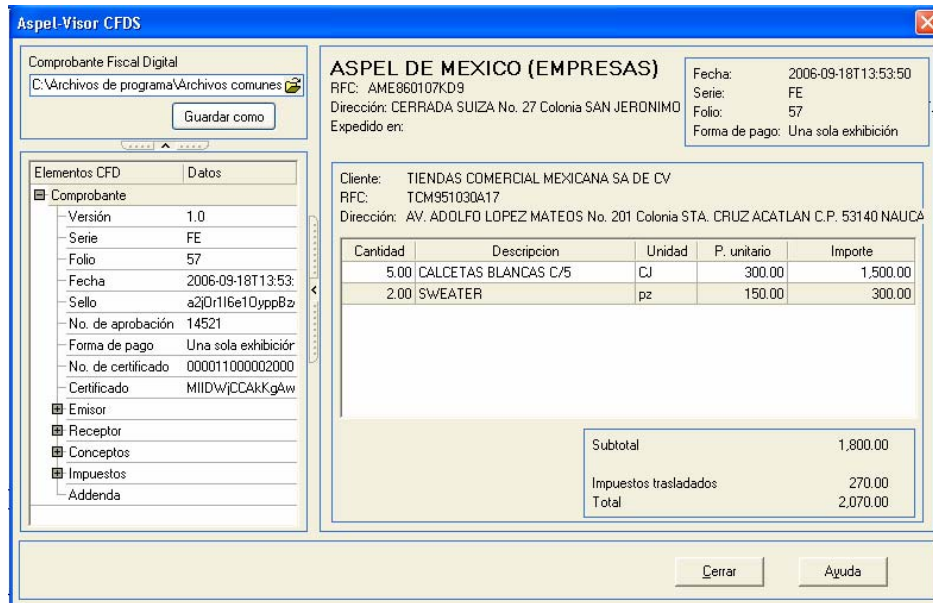 Aspel-Visor CFDS
Comprobante Fiscal Digital
C:\Archivos de programa\Archivos comunes
Guardar como
Elementos CFD Datos
Comprobante
Versión 1.0
Serie FE
Folio 57
Fecha 2006-09-18T13:53:
Sello a2jOr1I6e1OyppBz
No. de aprobación 14521
Forma de pago Una sola exhibición
No. de certificado 000011000002000
Certificado MIIDWjCCAkKgAw
Emisor
Receptor
Conceptos
Impuestos
Addenda
ASPEL DE MEXICO (EMPRESAS)
RFC: AME860107KD9
Dirección: CERRADA SUIZA No. 27 Colonia SAN JERONIMO
Expedido en:
Fecha: 2006-09-18T13:53:50
Serie: FE
Folio: 57
Forma de pago: Una sola exhibición
Cliente: TIENDAS COMERCIAL MEXICANA SA DE CV
RFC: TCM951030A17
Dirección: AV. ADOLFO LOPEZ MATEOS No. 201 Colonia STA. CRUZ ACATLAN C.P. 53140 NAUCA
Cantidad Descripcion Unidad P. unitario Importe
5.00 CALCETAS BLANCAS C/5 CJ 300.00 1,500.00
2.00 SWEATER pz 150.00 300.00
Subtotal 1,800.00
Impuestos trasladados 270.00
Total 2,070.00
Cerrar Ayuda